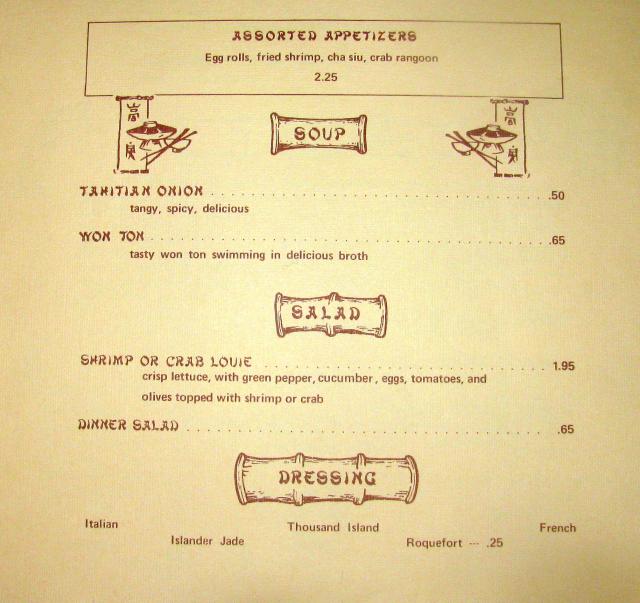 ASSORTED APPETIZERS
Egg rolls, fried shrimp, cha siu, crab rangoon
2.25
SOUP
TAHITIAN ONION . . . . . . . . . . . . . . . . . . . . . . . . . . . . . . . . . . . . . . . .50
tangy, spicy, delicious
WON TON . . . . . . . . . . . . . . . . . . . . . . . . . . . . . . . . . . . . . . . . . . . . . .65
tasty won ton swimming in delicious broth
SALAD
SHRIMP OR CRAB LOUIE . . . . . . . . . . . . . . . . . . . . . . . . . . . . . . . . . 1.95
crisp lettuce, with green pepper, cucumber, eggs, tomatoes, and
olives topped with shrimp or crab
DINNER SALAD . . . . . . . . . . . . . . . . . . . . . . . . . . . . . . . . . . . . . . . . . .65
DRESSING
Italian Thousand Island French
Islander Jade Roquefort --- .25